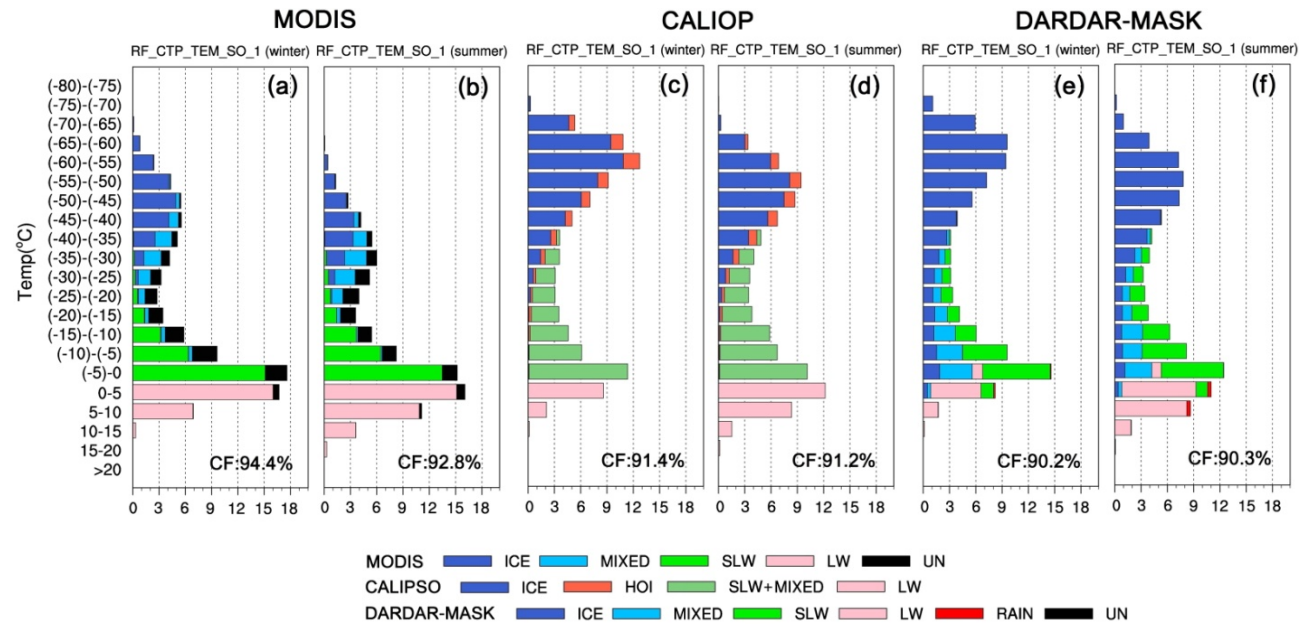 MODIS CALIOP DARDAR-MASK
RF_CTP_TEM_SO_1 (winter) RF_CTP_TEM_SO_1 (summer) RF_CTP_TEM_SO_1 (winter) RF_CTP_TEM_SO_1 (summer) RF_CTP_TEM_SO_1 (winter) RF_CTP_TEM_SO_1 (summer)
(a) (b) (c) (d) (e) (f)
Temp(°C)
(-80)-(-75)
(-75)-(-70)
(-70)-(-65)
(-65)-(-60)
(-60)-(-55)
(-55)-(-50)
(-50)-(-45)
(-45)-(-40)
(-40)-(-35)
(-35)-(-30)
(-30)-(-25)
(-25)-(-20)
(-20)-(-15)
(-15)-(-10)
(-10)-(-5)
(-5)-0
0-5
5-10
10-15
15-20
>20
CF:94.4% CF:92.8% CF:91.4% CF:91.2% CF:90.2% CF:90.3%
0 3 6 9 12 15 18 0 3 6 9 12 15 18 0 3 6 9 12 15 18 0 3 6 9 12 15 18 0 3 6 9 12 15 18 0 3 6 9 12 15 18
MODIS ICE MIXED SLW LW UN
CALIPSO ICE HOI SLW+MIXED LW
DARDAR-MASK ICE MIXED SLW LW RAIN UN